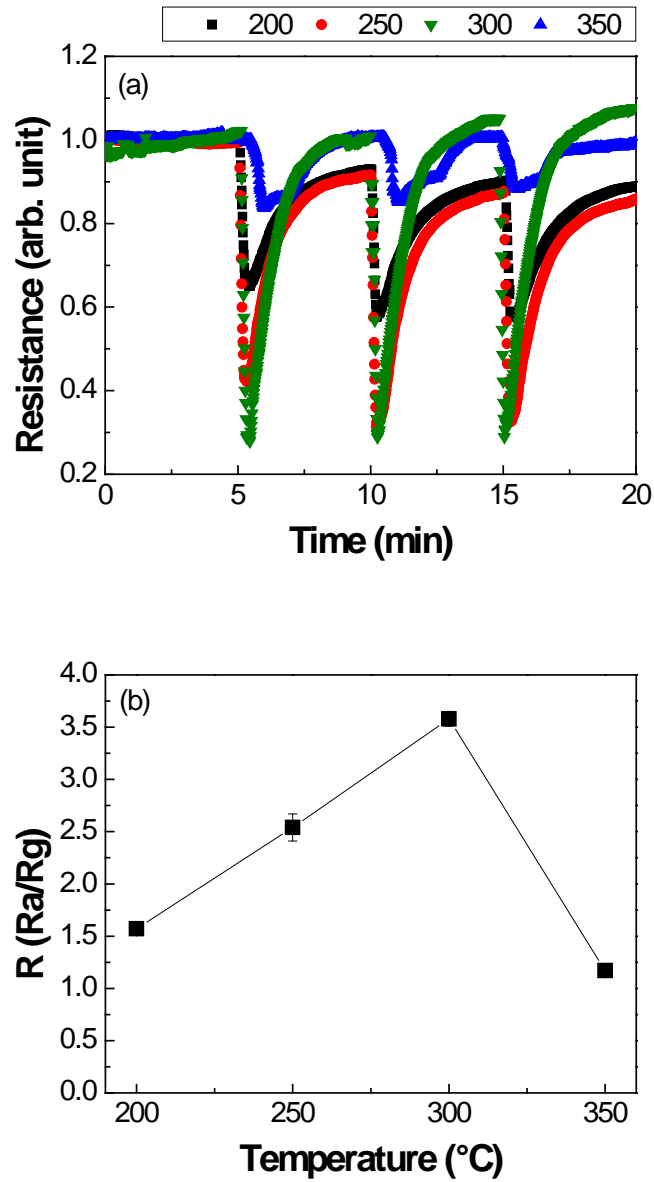 200 250 300 350
(a)
1.2
1.0
0.8
0.6
0.4
0.2
Resistance (arb. unit)
0 5 10 15 20
Time (min)
(b)
4.0
3.5
3.0
2.5
2.0
1.5
1.0
0.5
0.0
R (Ra/Rg)
200 250 300 350
Temperature (°C)